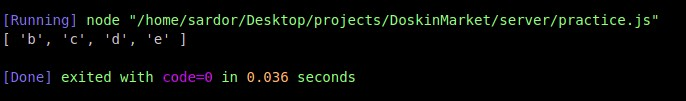 [Running] node "/home/sardor/Desktop/projects/DoskinMarket/server/practice.js"
[ 'b', 'c', 'd', 'e' ]
[Done] exited with code=0 in 0.036 seconds